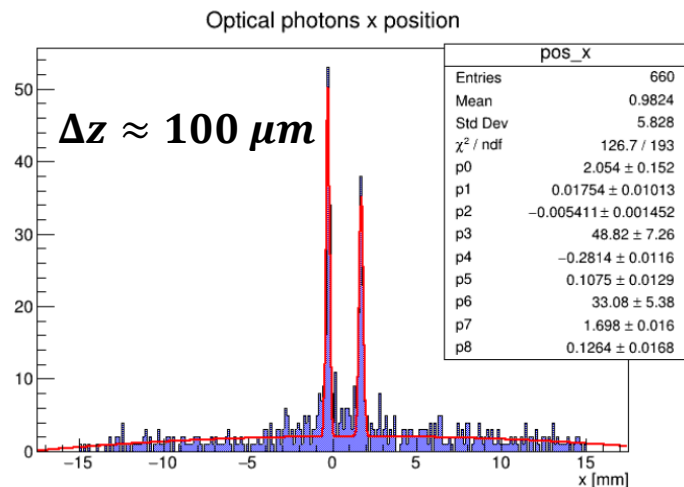 Optical photons x position
Δz ≈ 100 μm
pos_x
Entries 660
Mean 0.9824
Std Dev 5.828
χ² / ndf 126.7 / 193
p0 2.054 ± 0.152
p1 0.01754 ± 0.01013
p2 −0.005411 ± 0.001452
p3 48.82 ± 7.26
p4 −0.2814 ± 0.0116
p5 0.1075 ± 0.0129
p6 33.08 ± 5.38
p7 1.698 ± 0.016
p8 0.1264 ± 0.0168
50
40
30
20
10
0
−15 −10 −5 0 5 10 15
x [mm]